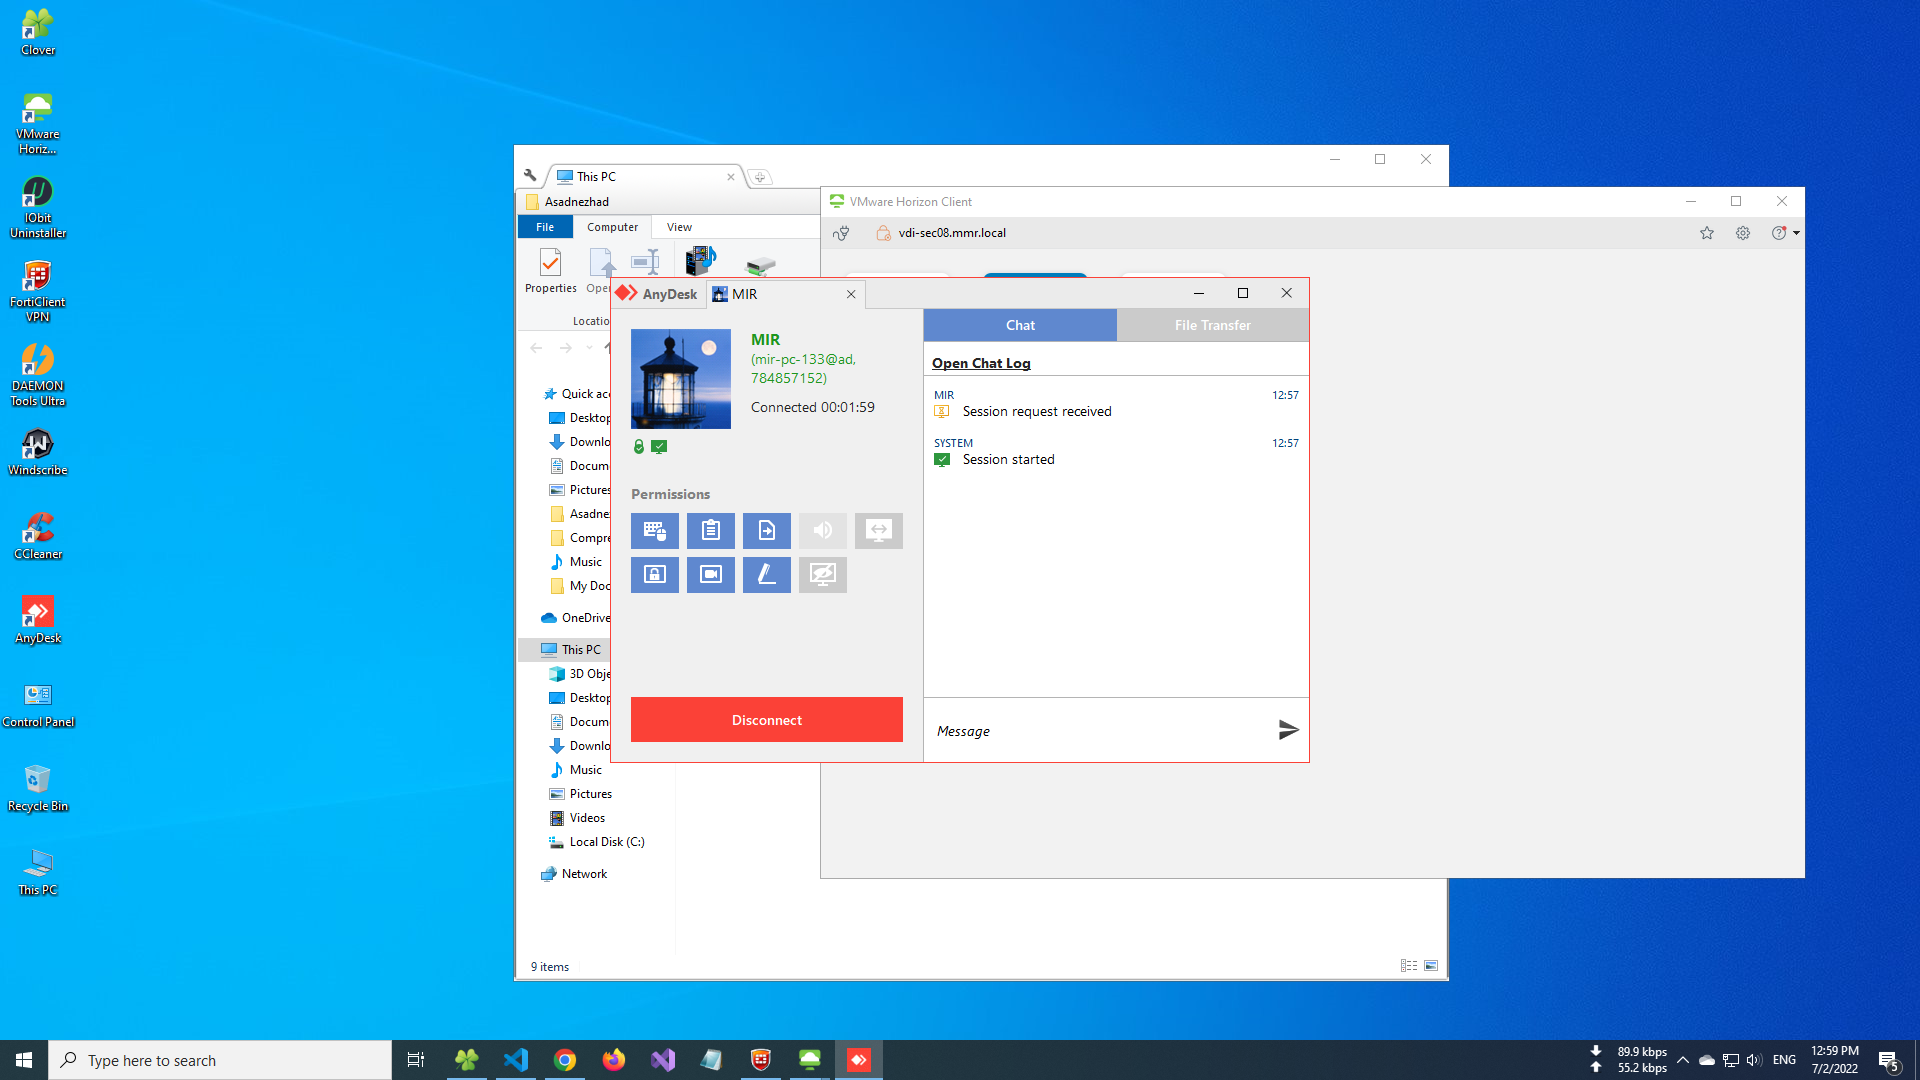 Clover
VMware
Horiz...
IObit
Uninstaller
FortiClient
VPN
DAEMON
Tools Ultra
Windscribe
CCleaner
AnyDesk
Control Panel
Recycle Bin
This PC
This PC
Asadnezhad
File
Computer
View
Properties
Open
Locatio
Quick acc
Desktop
Downlo
Docum
Pictures
Asadnez
Compre
Music
My Doc
OneDrive
This PC
3D Obje
Desktop
Docum
Downlo
Music
Pictures
Videos
Local Disk (C:)
Network
9 items
VMware Horizon Client
vdi-sec08.mmr.local
AnyDesk
MIR
MIR
(mir-pc-133@ad,
784857152)
Connected 00:01:59
Permissions
Disconnect
Chat
File Transfer
Open Chat Log
MIR 12:57
Session request received
SYSTEM 12:57
Session started
Message
Type here to search
89.9 kbps
55.2 kbps
ENG
12:59 PM
7/2/2022
5